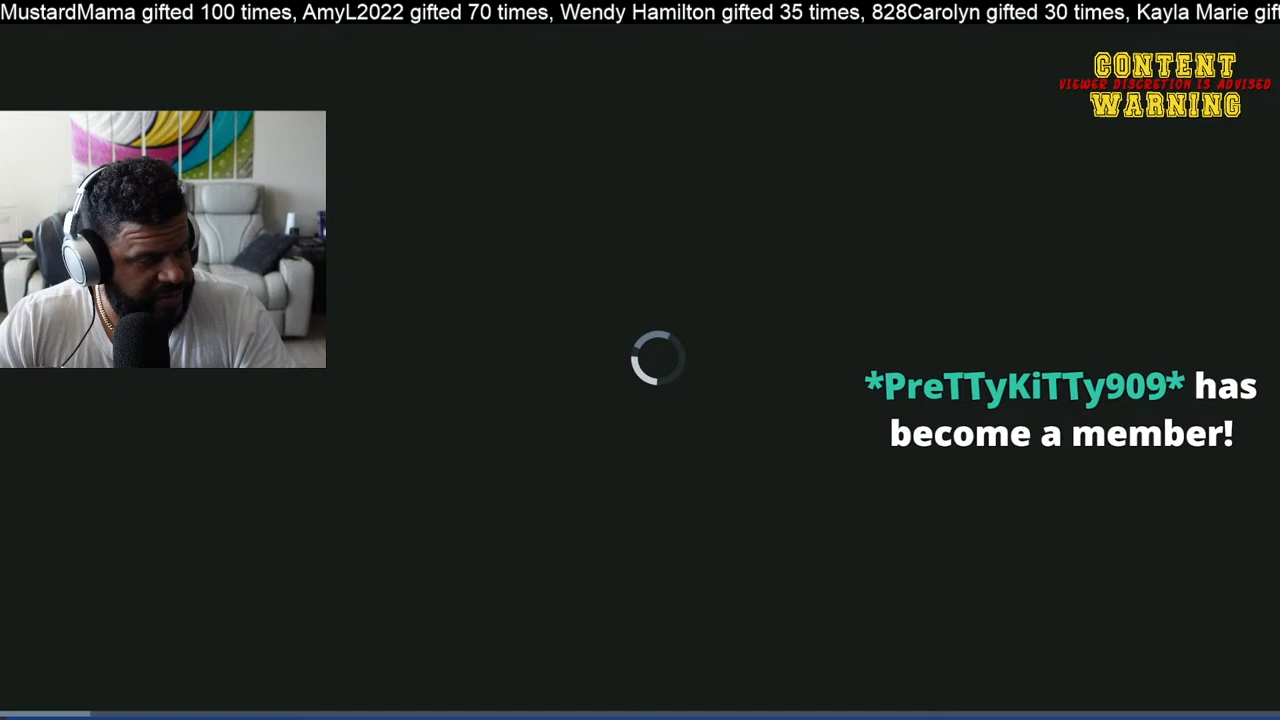 MustardMama gifted 100 times, AmyL2022 gifted 70 times, Wendy Hamilton gifted 35 times, 828Carolyn gifted 30 times, Kayla Marie gift
CONTENT
VIEWER DISCRETION IS ADVISED
WARNING
*PreTTyKiTTy909* has
become a member!